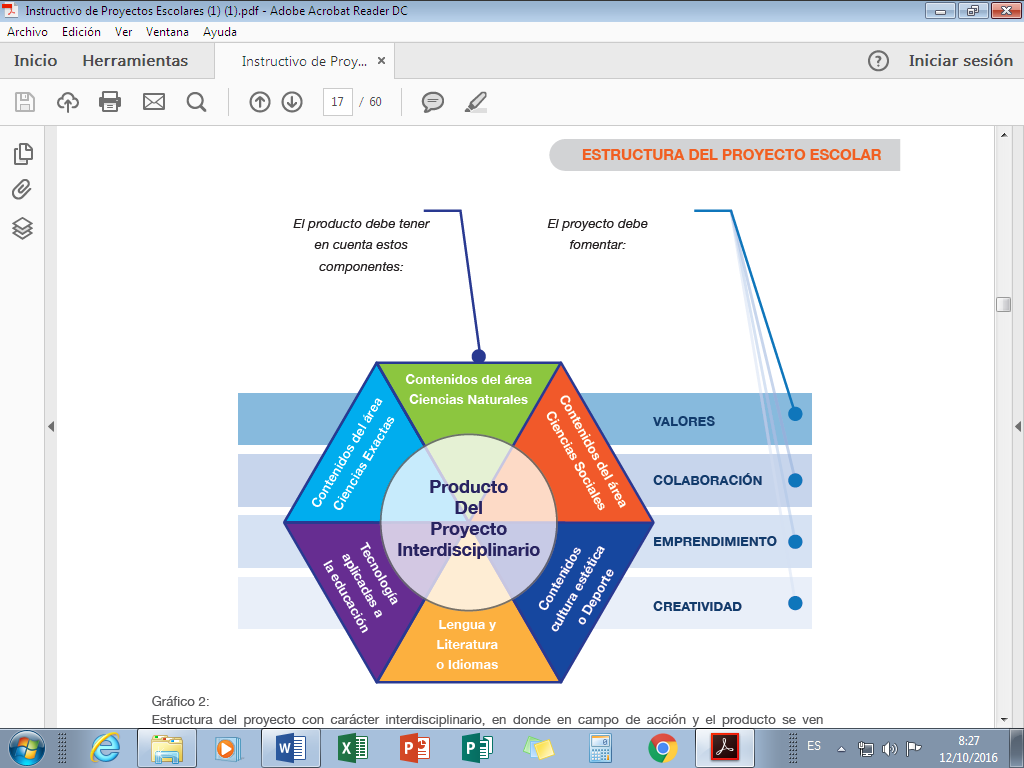 Instructivo de Proyectos Escolares (1) (1).pdf - Adobe Acrobat Reader DC
Archivo Edición Ver Ventana Ayuda
Inicio Herramientas Instructivo de Proy... × ? Iniciar sesión
17 / 60
ESTRUCTURA DEL PROYECTO ESCOLAR
El producto debe tener
en cuenta estos
componentes:
El proyecto debe
fomentar:
Contenidos del área
Ciencias Naturales
Contenidos del área
Ciencias Exactas
Contenidos del área
Ciencias Sociales
Producto
Del
Proyecto
Interdisciplinario
Tecnología
aplicadas a
la educación
Lengua y
Literatura
o Idiomas
Contenidos
cultura estética
o Deporte
VALORES
COLABORACIÓN
EMPRENDIMIENTO
CREATIVIDAD
Gráfico 2:
Estructura del proyecto con carácter interdisciplinario, en donde en campo de acción y el producto se ven
ES
8:27
12/10/2016